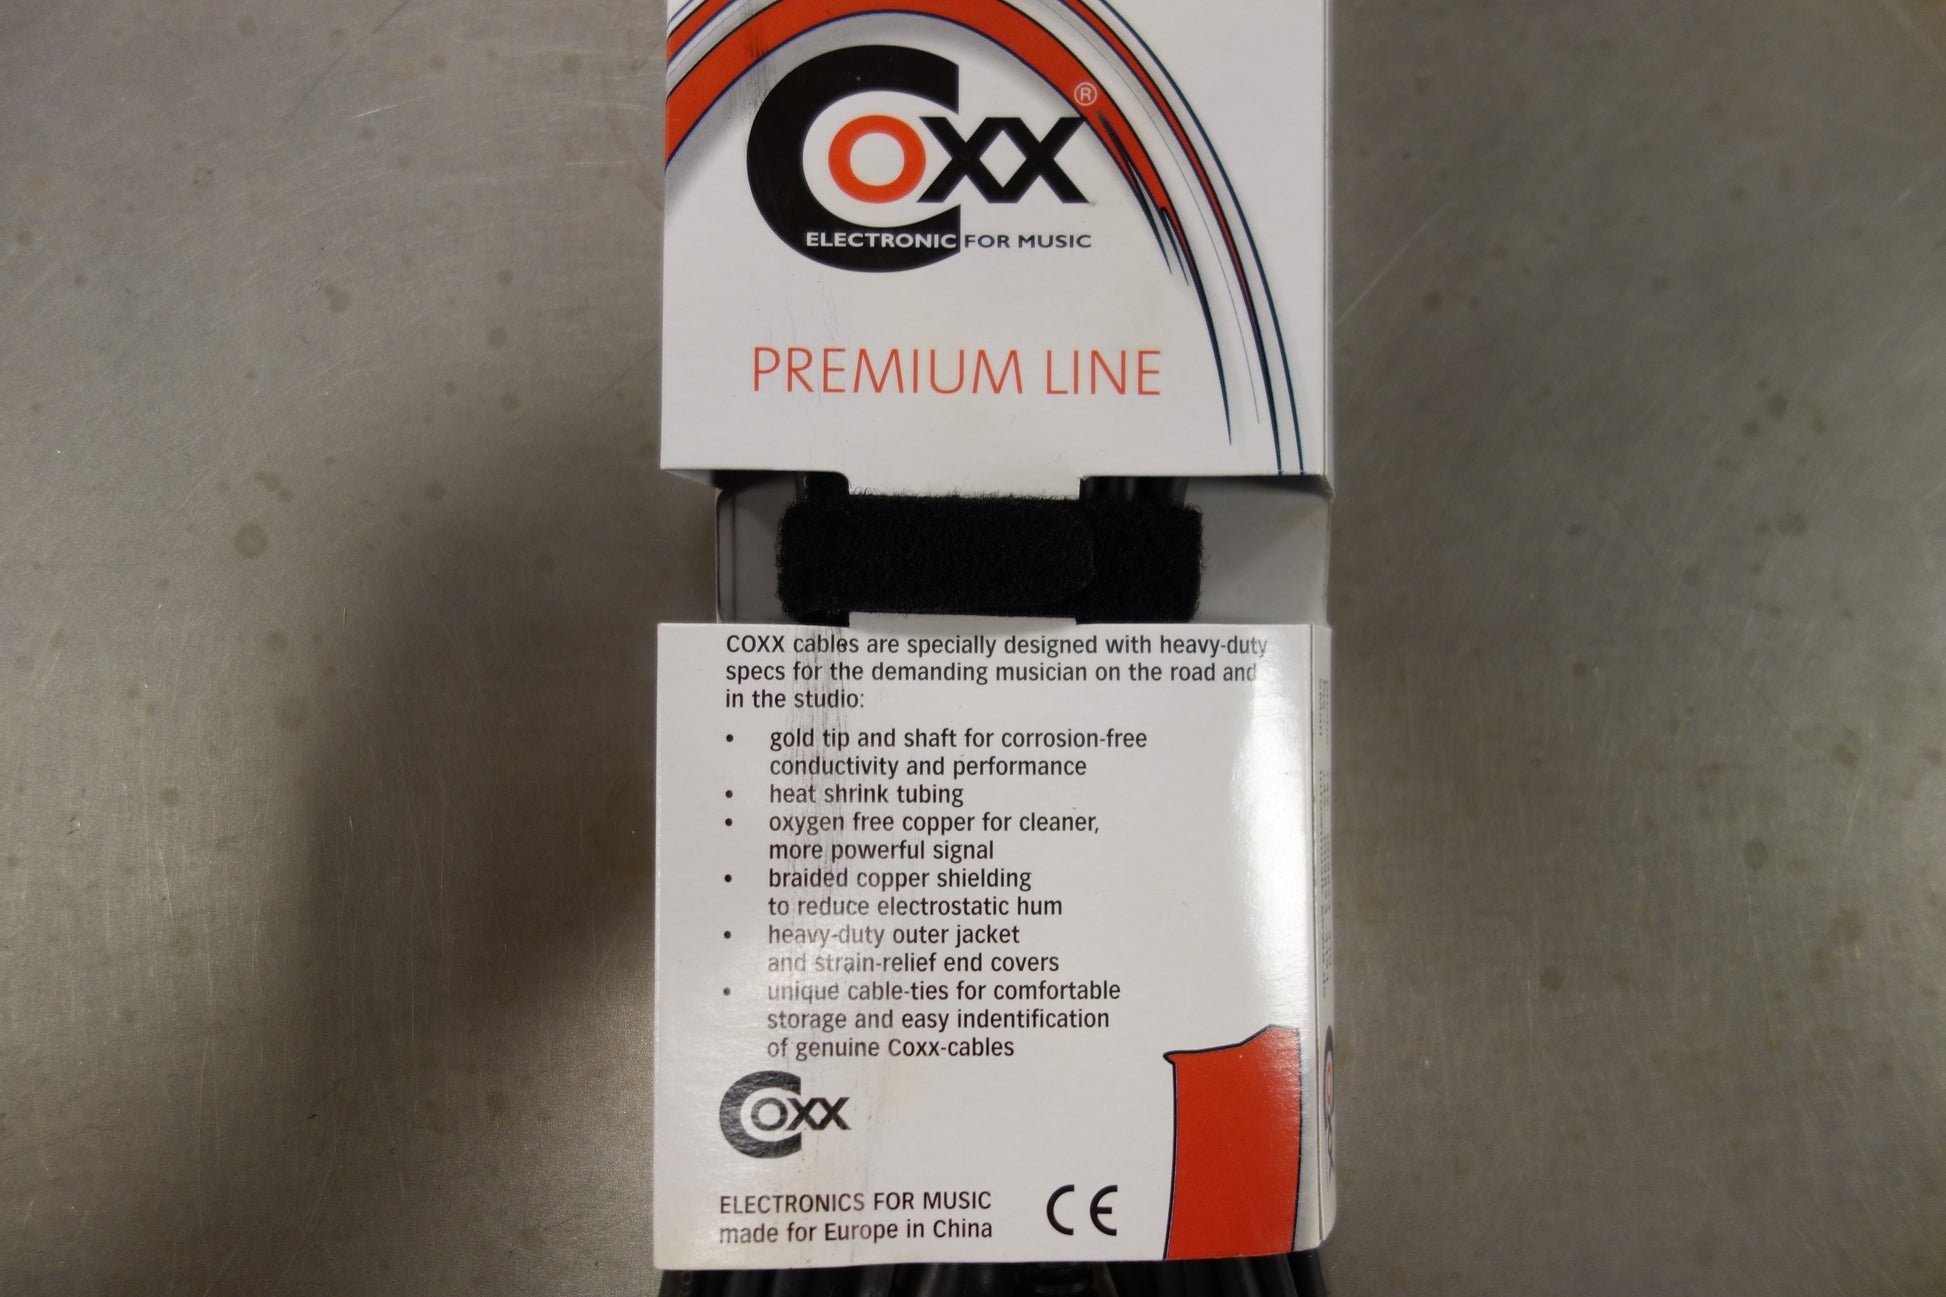 COXX
®
ELECTRONIC FOR MUSIC
PREMIUM LINE
COXX cables are specially designed with heavy-duty
specs for the demanding musician on the road and
in the studio:
• gold tip and shaft for corrosion-free
conductivity and performance
• heat shrink tubing
• oxygen free copper for cleaner,
more powerful signal
• braided copper shielding
to reduce electrostatic hum
• heavy-duty outer jacket
and strain-relief end covers
• unique cable-ties for comfortable
storage and easy indentification
of genuine Coxx-cables
COXX
ELECTRONICS FOR MUSIC
made for Europe in China
CE